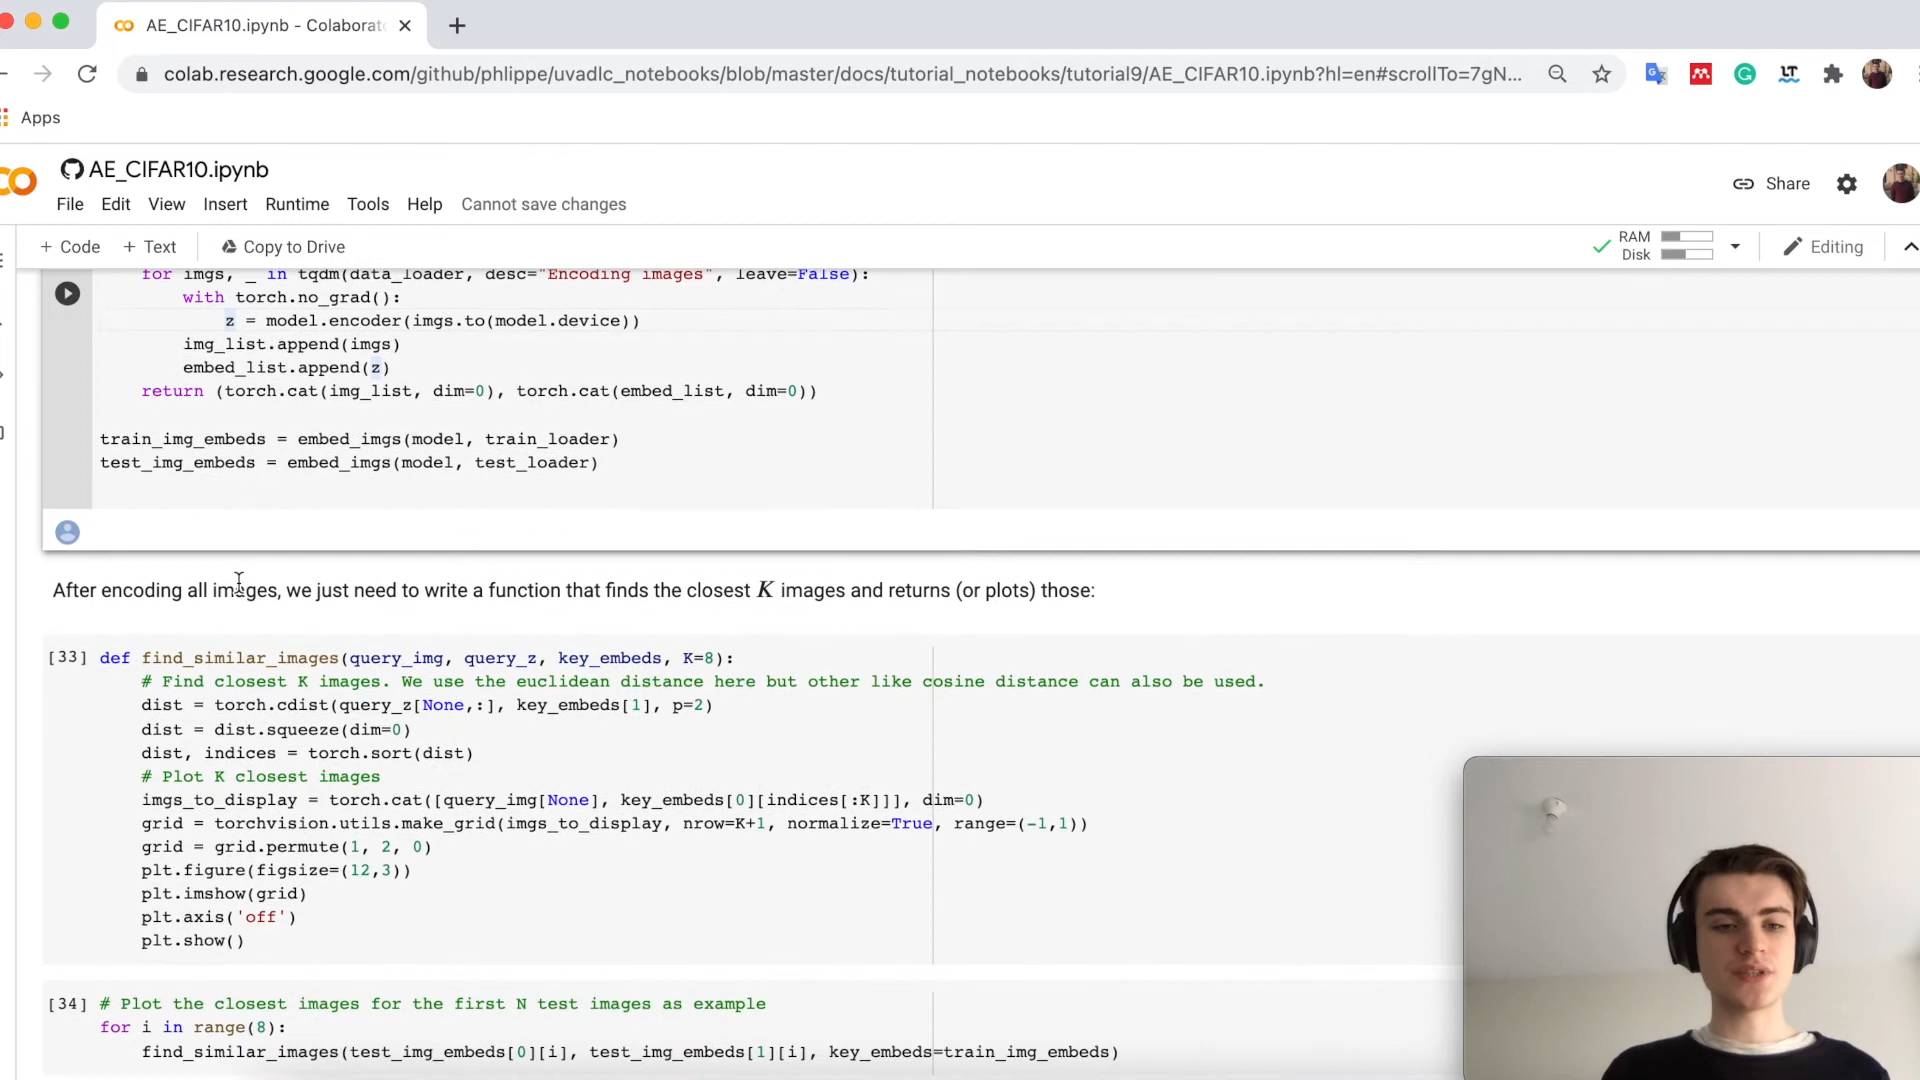 AE_CIFAR10.ipynb - Colaborat
colab.research.google.com/github/phlippe/uvadlc_notebooks/blob/master/docs/tutorial_notebooks/tutorial9/AE_CIFAR10.ipynb?hl=en#scrollTo=7gN...
Apps
AE_CIFAR10.ipynb
Share
File Edit View Insert Runtime Tools Help Cannot save changes
+ Code + Text Copy to Drive
RAM
Disk
Editing
for imgs, _ in tqdm(data_loader, desc="Encoding images", leave=False):
with torch.no_grad():
z = model.encoder(imgs.to(model.device))
img_list.append(imgs)
embed_list.append(z)
return (torch.cat(img_list, dim=0), torch.cat(embed_list, dim=0))
train_img_embeds = embed_imgs(model, train_loader)
test_img_embeds = embed_imgs(model, test_loader)
After encoding all images, we just need to write a function that finds the closest K images and returns (or plots) those:
[33] def find_similar_images(query_img, query_z, key_embeds, K=8):
# Find closest K images. We use the euclidean distance here but other like cosine distance can also be used.
dist = torch.cdist(query_z[None,:], key_embeds[1], p=2)
dist = dist.squeeze(dim=0)
dist, indices = torch.sort(dist)
# Plot K closest images
imgs_to_display = torch.cat([query_img[None], key_embeds[0][indices[:K]]], dim=0)
grid = torchvision.utils.make_grid(imgs_to_display, nrow=K+1, normalize=True, range=(-1,1))
grid = grid.permute(1, 2, 0)
plt.figure(figsize=(12,3))
plt.imshow(grid)
plt.axis('off')
plt.show()
[34] # Plot the closest images for the first N test images as example
for i in range(8):
find_similar_images(test_img_embeds[0][i], test_img_embeds[1][i], key_embeds=train_img_embeds)